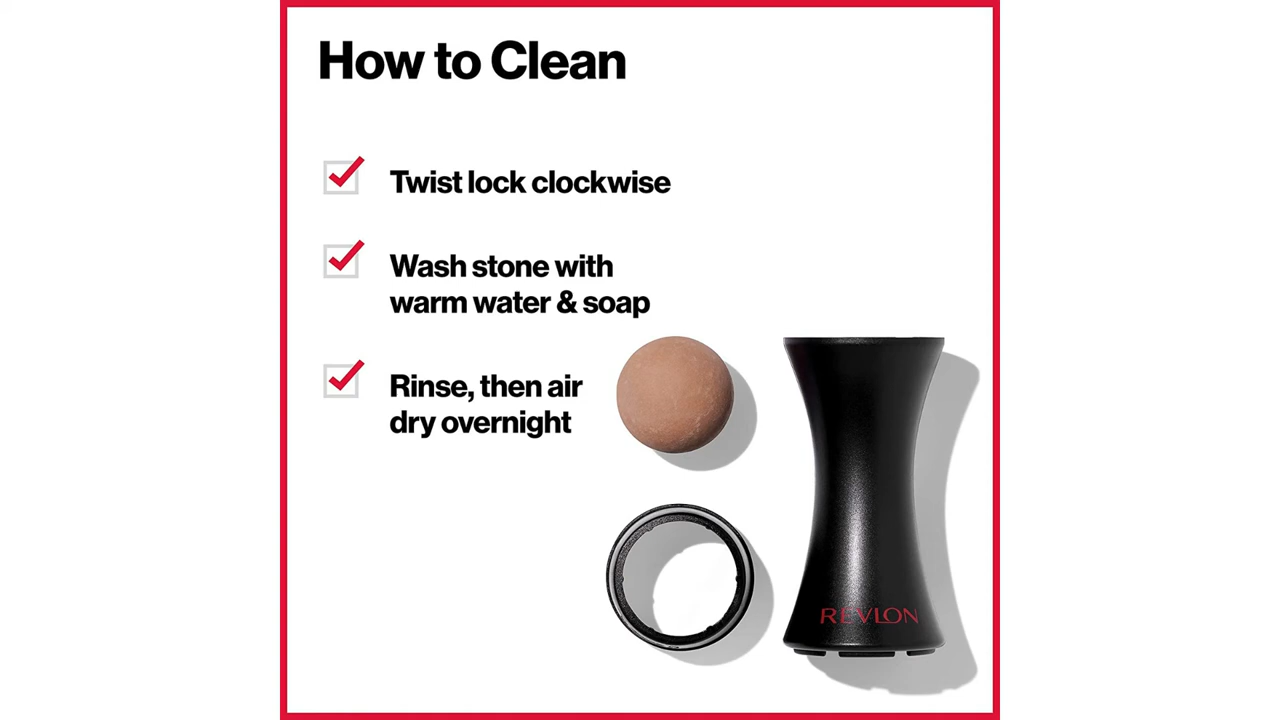 How to Clean
Twist lock clockwise
Wash stone with
warm water & soap
Rinse, then air
dry overnight
REVLON